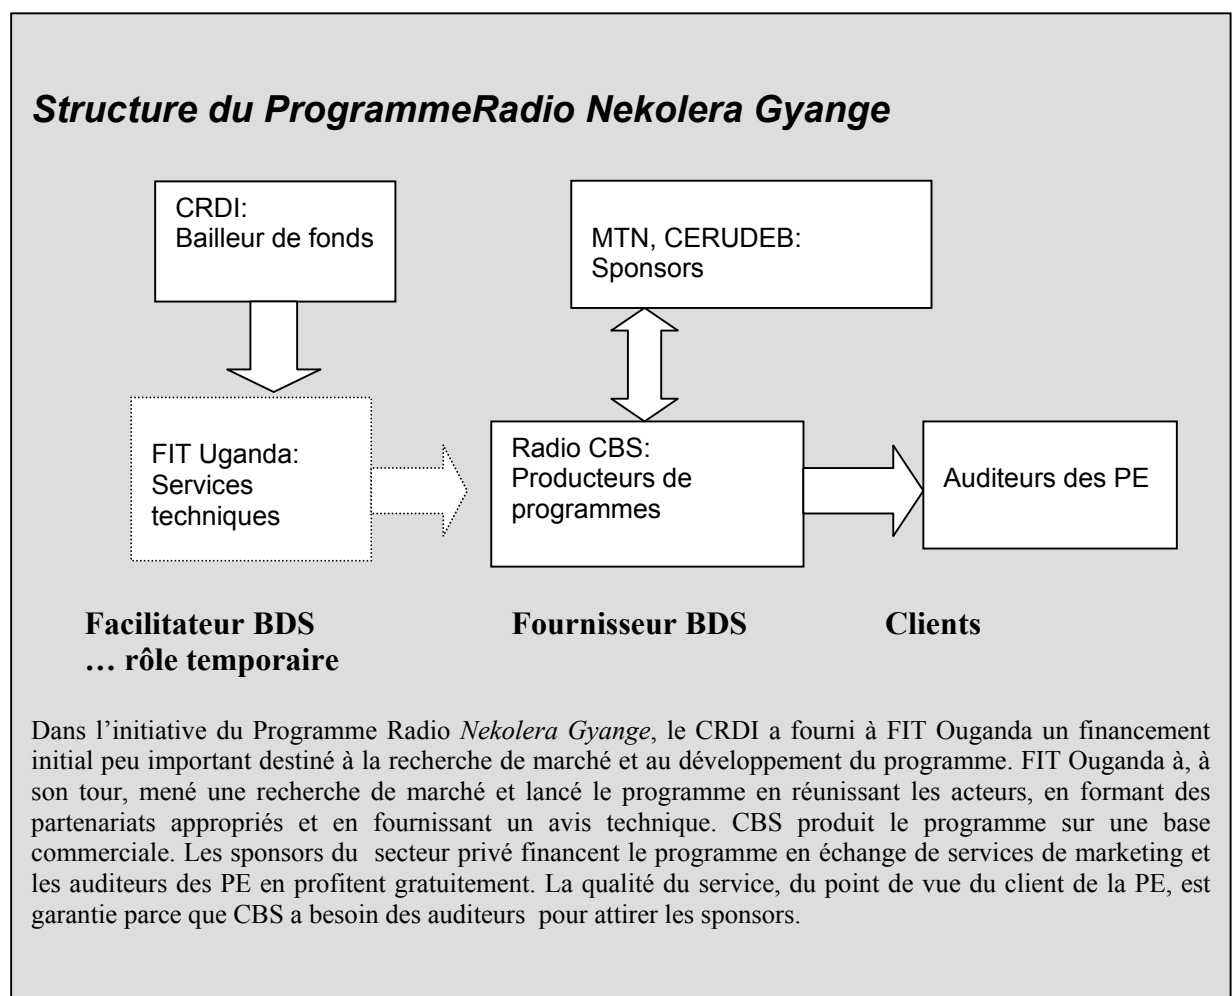 Structure du ProgrammeRadio Nekolera Gyange
CRDI:
Bailleur de fonds
MTN, CERUDEB:
Sponsors
FIT Uganda:
Services
techniques
Radio CBS:
Producteurs de
programmes
Auditeurs des PE
Facilitateur BDS
… rôle temporaire
Fournisseur BDS
Clients
Dans l’initiative du Programme Radio Nekolera Gyange, le CRDI a fourni à FIT Ouganda un financement
initial peu important destiné à la recherche de marché et au développement du programme. FIT Ouganda à, à
son tour, mené une recherche de marché et lancé le programme en réunissant les acteurs, en formant des
partenariats appropriés et en fournissant un avis technique. CBS produit le programme sur une base
commerciale. Les sponsors du secteur privé financent le programme en échange de services de marketing et
les auditeurs des PE en profitent gratuitement. La qualité du service, du point de vue du client de la PE, est
garantie parce que CBS a besoin des auditeurs pour attirer les sponsors.